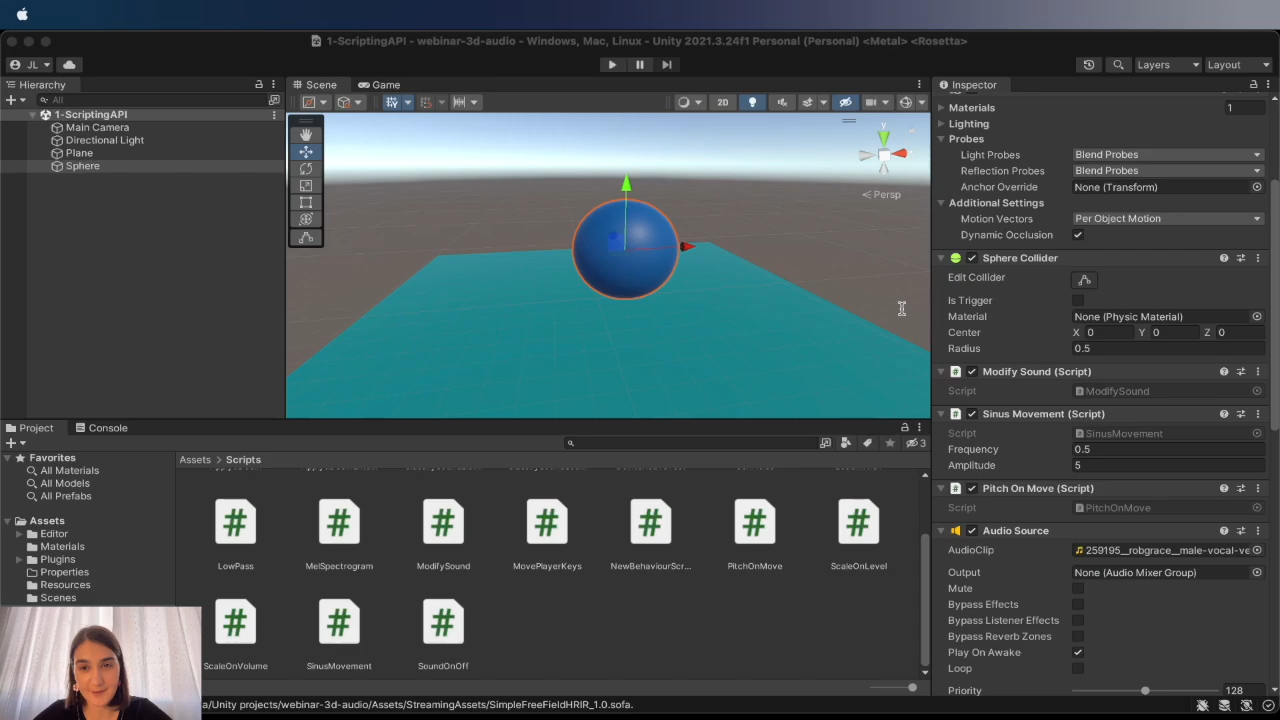 1-ScriptingAPI - webinar-3d-audio - Windows, Mac, Linux - Unity 2021.3.24f1 Personal (Personal) <Metal> <Rosetta>
JL
Layers
Layout
Hierarchy
Scene
Game
Inspector
All
2D
1-ScriptingAPI
Main Camera
Directional Light
Plane
Sphere
y
Persp
Materials
1
Lighting
Probes
Light Probes
Blend Probes
Reflection Probes
Blend Probes
Anchor Override
None (Transform)
Additional Settings
Motion Vectors
Per Object Motion
Dynamic Occlusion
Sphere Collider
Edit Collider
Is Trigger
Material
None (Physic Material)
Center
X 0
Y 0
Z 0
Radius
0.5
Modify Sound (Script)
Script
ModifySound
Sinus Movement (Script)
Script
SinusMovement
Frequency
0.5
Amplitude
5
Pitch On Move (Script)
Script
PitchOnMove
Audio Source
AudioClip
259195__robgrace__male-vocal-ve
Output
None (Audio Mixer Group)
Mute
Bypass Effects
Bypass Listener Effects
Bypass Reverb Zones
Play On Awake
Loop
Priority
128
Project
Console
3
Favorites
All Materials
All Models
All Prefabs
Assets
Editor
Materials
Plugins
Properties
Resources
Scenes
Assets > Scripts
LowPass
MelSpectrogram
ModifySound
MovePlayerKeys
NewBehaviourScr...
PitchOnMove
ScaleOnLevel
ScaleOnVolume
SinusMovement
SoundOnOff
a/Unity projects/webinar-3d-audio/Assets/StreamingAssets/SimpleFreeFieldHRIR_1.0.sofa.